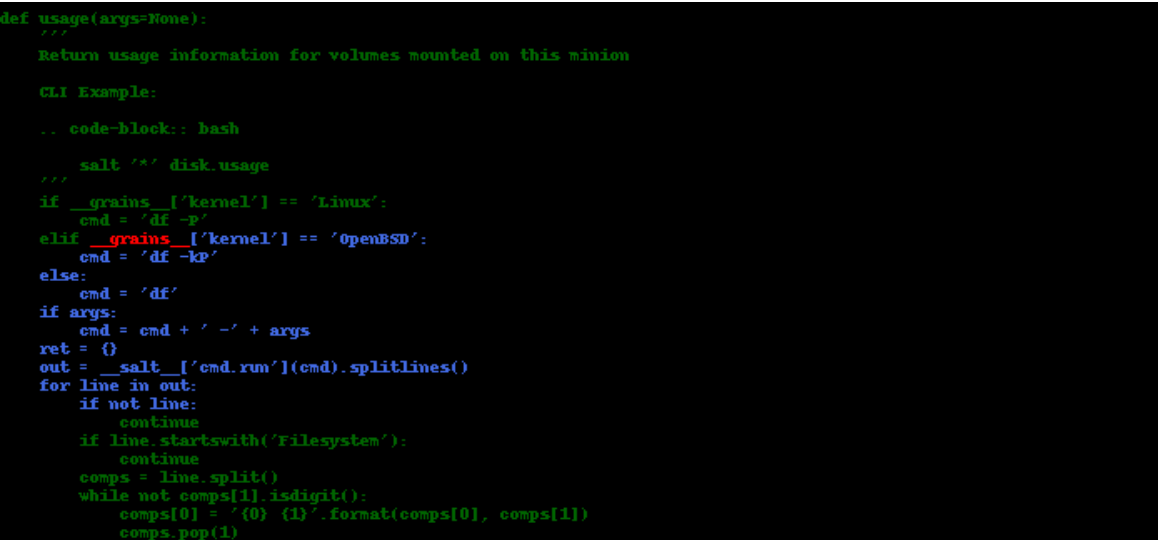 def usage(args=None):
    '''
    Return usage information for volumes mounted on this minion

    CLI Example:

    .. code-block:: bash

        salt '*' disk.usage
    '''
    if __grains__['kernel'] == 'Linux':
        cmd = 'df -P'
    elif __grains__['kernel'] == 'OpenBSD':
        cmd = 'df -kP'
    else:
        cmd = 'df'
    if args:
        cmd = cmd + ' -' + args
    ret = {}
    out = __salt__['cmd.run'](cmd).splitlines()
    for line in out:
        if not line:
            continue
        if line.startswith('Filesystem'):
            continue
        comps = line.split()
        while not comps[1].isdigit():
            comps[0] = '{0} {1}'.format(comps[0], comps[1])
            comps.pop(1)